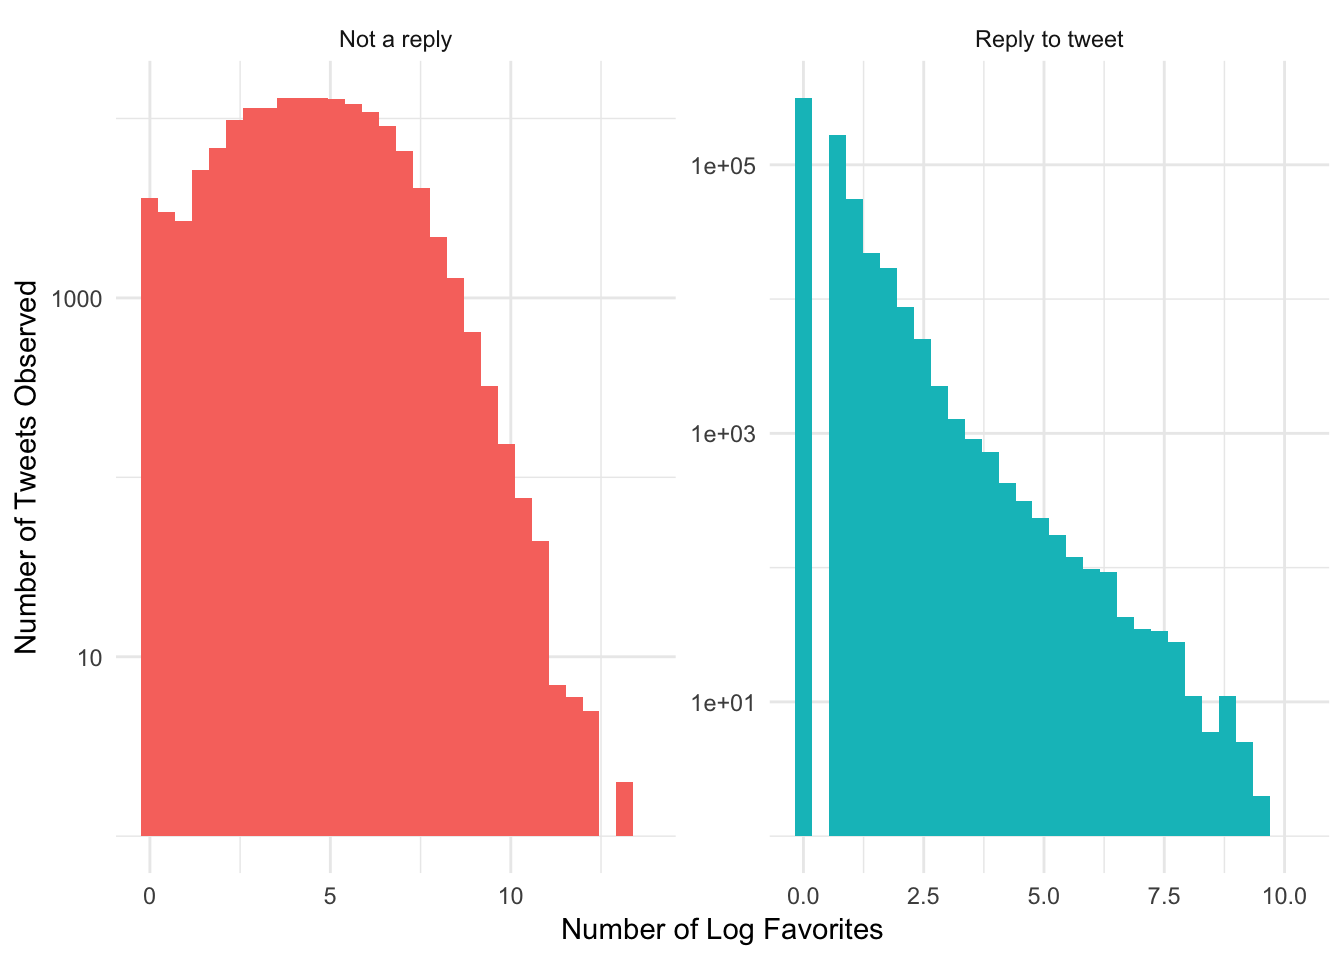 Not a reply
Reply to tweet
Number of Tweets Observed
1000
10
1e+05
1e+03
1e+01
0 5 10
0.0 2.5 5.0 7.5 10.0
Number of Log Favorites